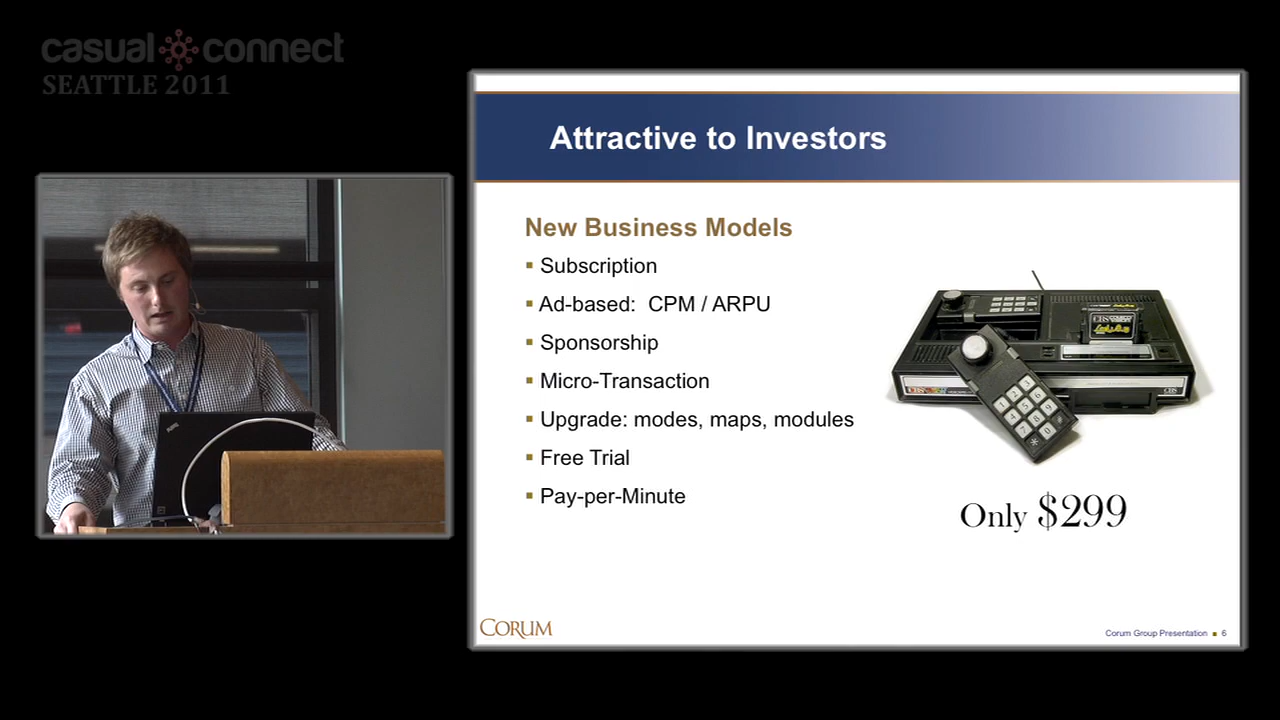 casual connect
SEATTLE 2011
Attractive to Investors
New Business Models
▪ Subscription
▪ Ad-based: CPM / ARPU
▪ Sponsorship
▪ Micro-Transaction
▪ Upgrade: modes, maps, modules
▪ Free Trial
▪ Pay-per-Minute
Only $299
CORUM
Corum Group Presentation ▪ 6